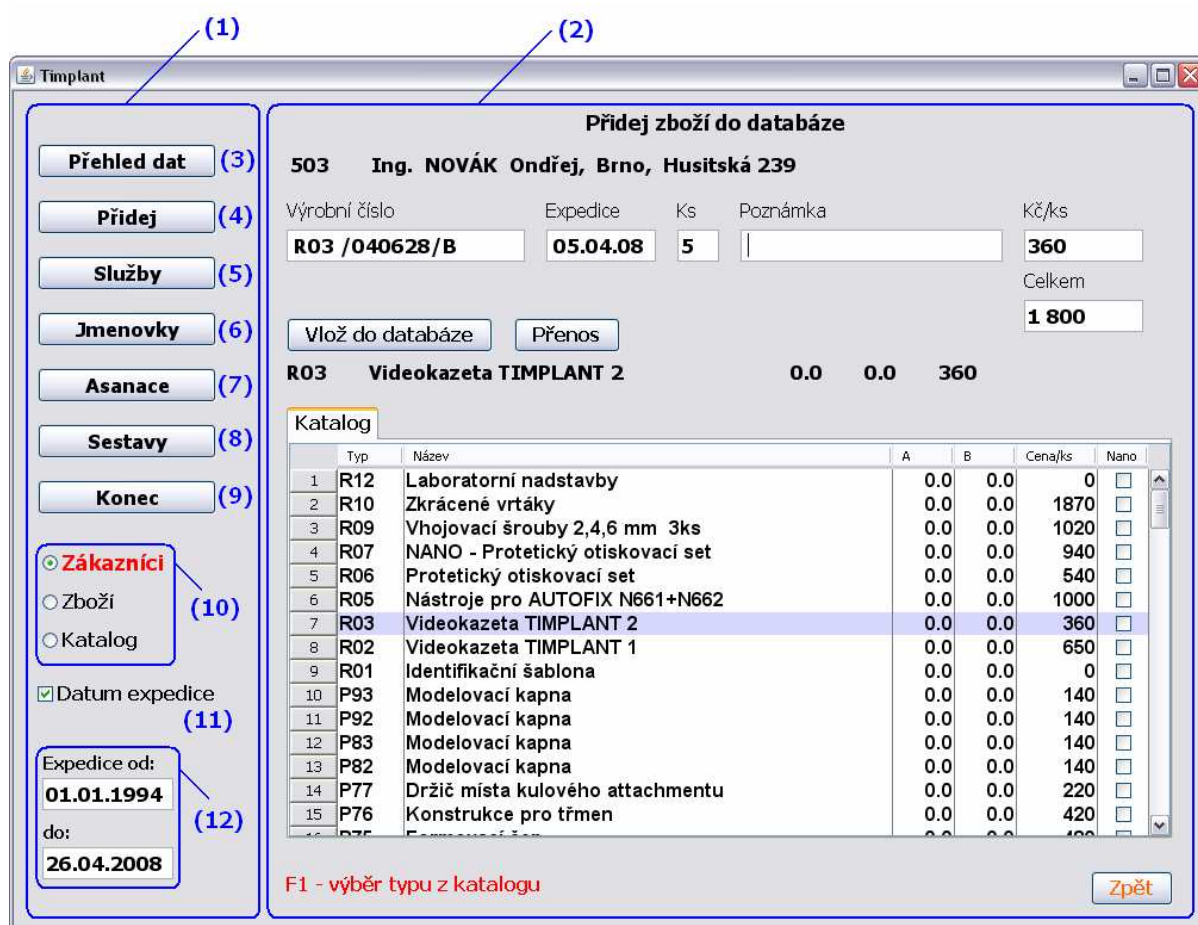 (1) (2)
Timplant
Přidej zboží do databáze
Přehled dat (3)
Přidej (4)
Služby (5)
Jmenovky (6)
Asanace (7)
Sestavy (8)
Konec (9)
Zákazníci
Zboží
Katalog
(10)
Datum expedice
(11)
Expedice od:
01.01.1994
do:
26.04.2008
(12)
503 Ing. NOVÁK Ondřej, Brno, Husitská 239
Výrobní číslo Expedice Ks Poznámka Kč/ks
R03 /040628/B 05.04.08 5 360
Celkem
1 800
Vlož do databáze Přenos
R03 Videokazeta TIMPLANT 2 0.0 0.0 360
Katalog
Typ Název A B Cena/ks Nano
1 R12 Laboratorní nadstavby 0.0 0.0 0
2 R10 Zkrácené vrtáky 0.0 0.0 1870
3 R09 Vhojovací šrouby 2,4,6 mm 3ks 0.0 0.0 1020
4 R07 NANO - Protetický otiskovací set 0.0 0.0 940
5 R06 Protetický otiskovací set 0.0 0.0 540
6 R05 Nástroje pro AUTOFIX N661+N662 0.0 0.0 1000
7 R03 Videokazeta TIMPLANT 2 0.0 0.0 360
8 R02 Videokazeta TIMPLANT 1 0.0 0.0 650
9 R01 Identifikační šablona 0.0 0.0 0
10 P93 Modelovací kapna 0.0 0.0 140
11 P92 Modelovací kapna 0.0 0.0 140
12 P83 Modelovací kapna 0.0 0.0 140
13 P82 Modelovací kapna 0.0 0.0 140
14 P77 Držič místa kulového attachmentu 0.0 0.0 220
15 P76 Konstrukce pro třmen 0.0 0.0 420
F1 - výběr typu z katalogu
Zpět